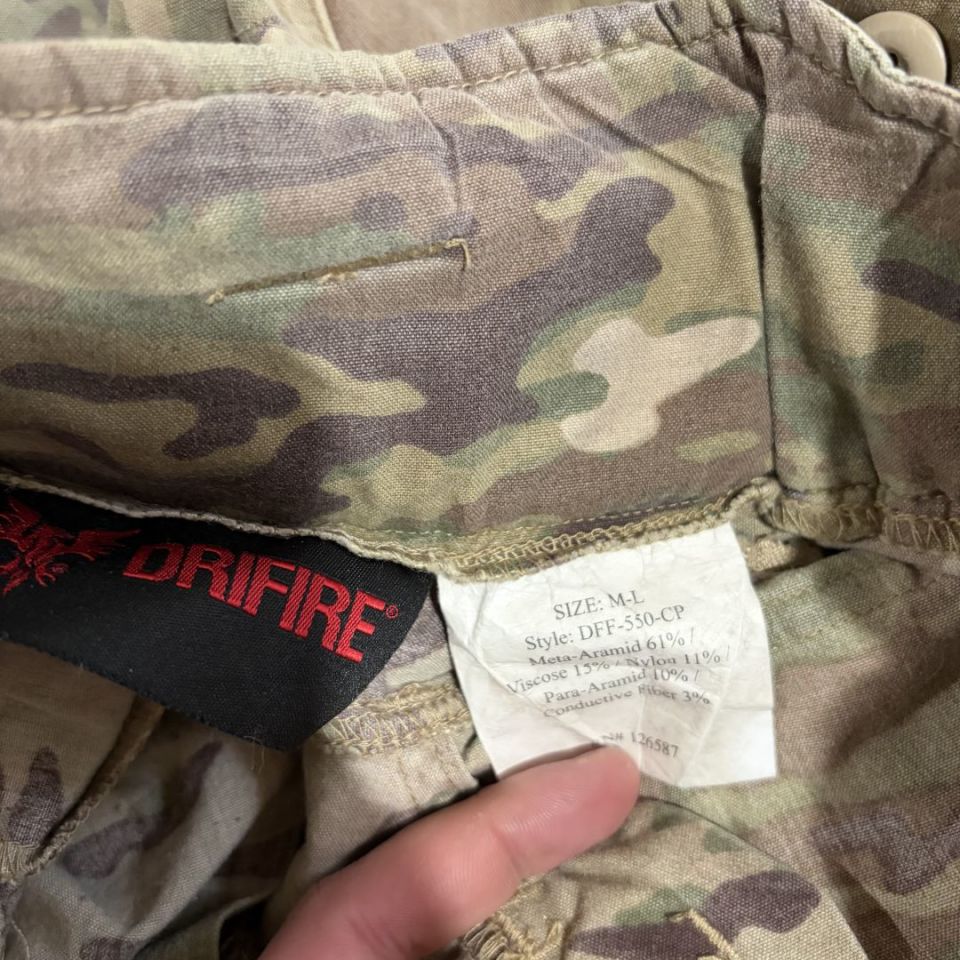 DRIFIRE®
SIZE: M-L
Style: DFF-550-CP
Meta-Aramid 61% /
Viscose 15% / Nylon 11% /
Para-Aramid 10% /
Conductive Fiber 3%
N# 126587